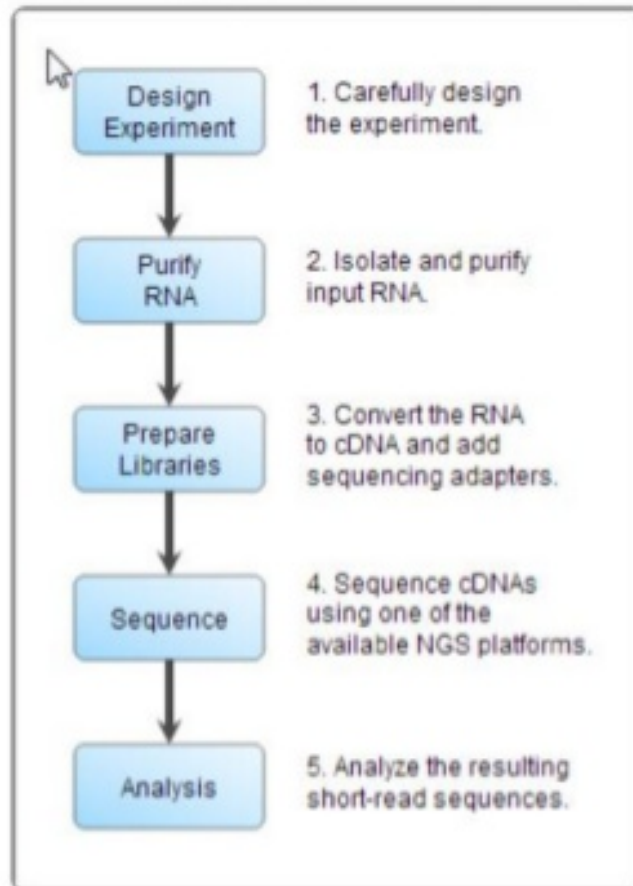 Design
Experiment
1. Carefully design
the experiment.
Purify
RNA
2. Isolate and purify
input RNA.
Prepare
Libraries
3. Convert the RNA
to cDNA and add
sequencing adapters.
Sequence
4. Sequence cDNAs
using one of the
available NGS platforms.
Analysis
5. Analyze the resulting
short-read sequences.